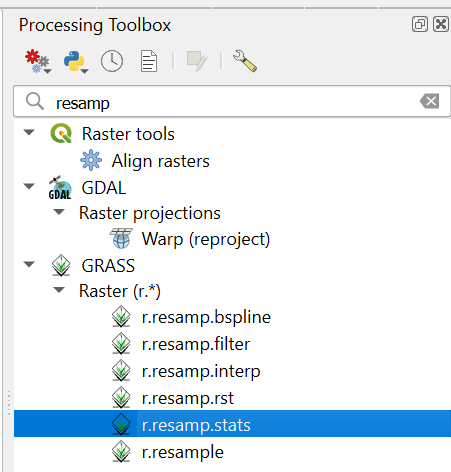 Processing Toolbox
resamp
Raster tools
Align rasters
GDAL
GDAL
Raster projections
Warp (reproject)
GRASS
Raster (r.*)
r.resamp.bspline
r.resamp.filter
r.resamp.interp
r.resamp.rst
r.resamp.stats
r.resample